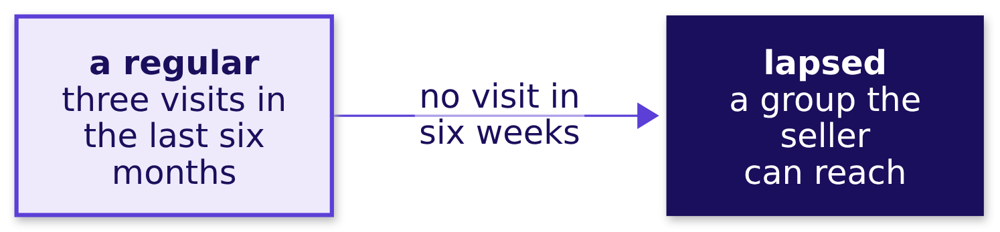 a regular
three visits in
the last six
months
no visit in
six weeks
lapsed
a group the
seller
can reach